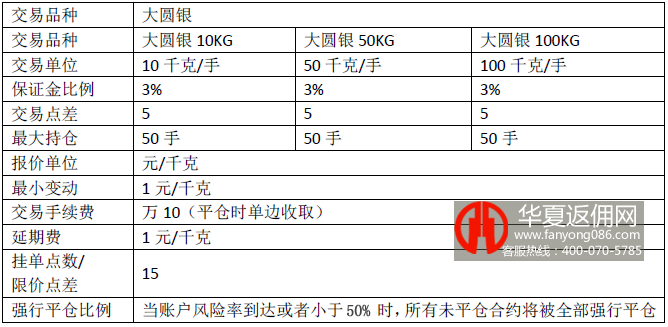 交易品种 大圆银
交易品种 大圆银 10KG 大圆银 50KG 大圆银 100KG
交易单位 10 千克/手 50 千克/手 100 千克/手
保证金比例 3% 3% 3%
交易点差 5 5 5
最大持仓 50 手 50 手 50 手
报价单位 元/千克
最小变动 1 元/千克
交易手续费 万 10（平仓时单边收取）
延期费 1 元/千克
挂单点数/
限价点差 15
强行平仓比例 当账户风险率到达或者小于 50% 时，所有未平仓合约将被全部强行平仓
华夏返佣网
www.fanyong086.com
客服热线：400-070-5785